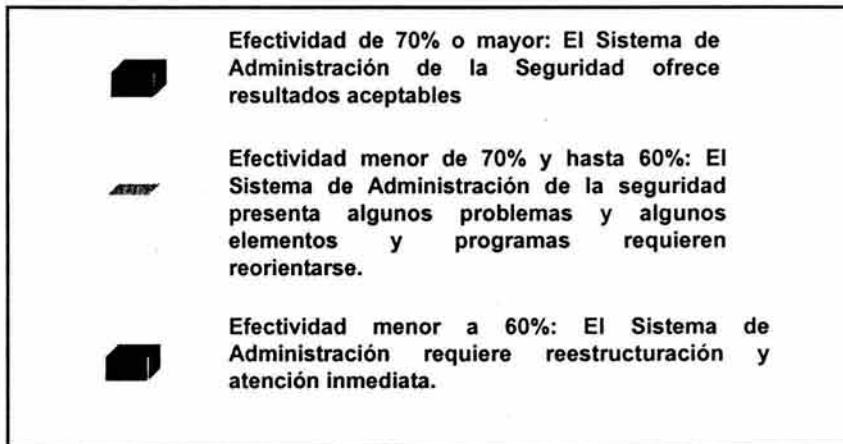 Efectividad de 70% o mayor: El Sistema de
Administración de la Seguridad ofrece
resultados aceptables
Efectividad menor de 70% y hasta 60%: El
Sistema de Administración de la seguridad
presenta algunos problemas y algunos
elementos y programas requieren
reorientarse.
Efectividad menor a 60%: El Sistema de
Administración requiere reestructuración y
atención inmediata.